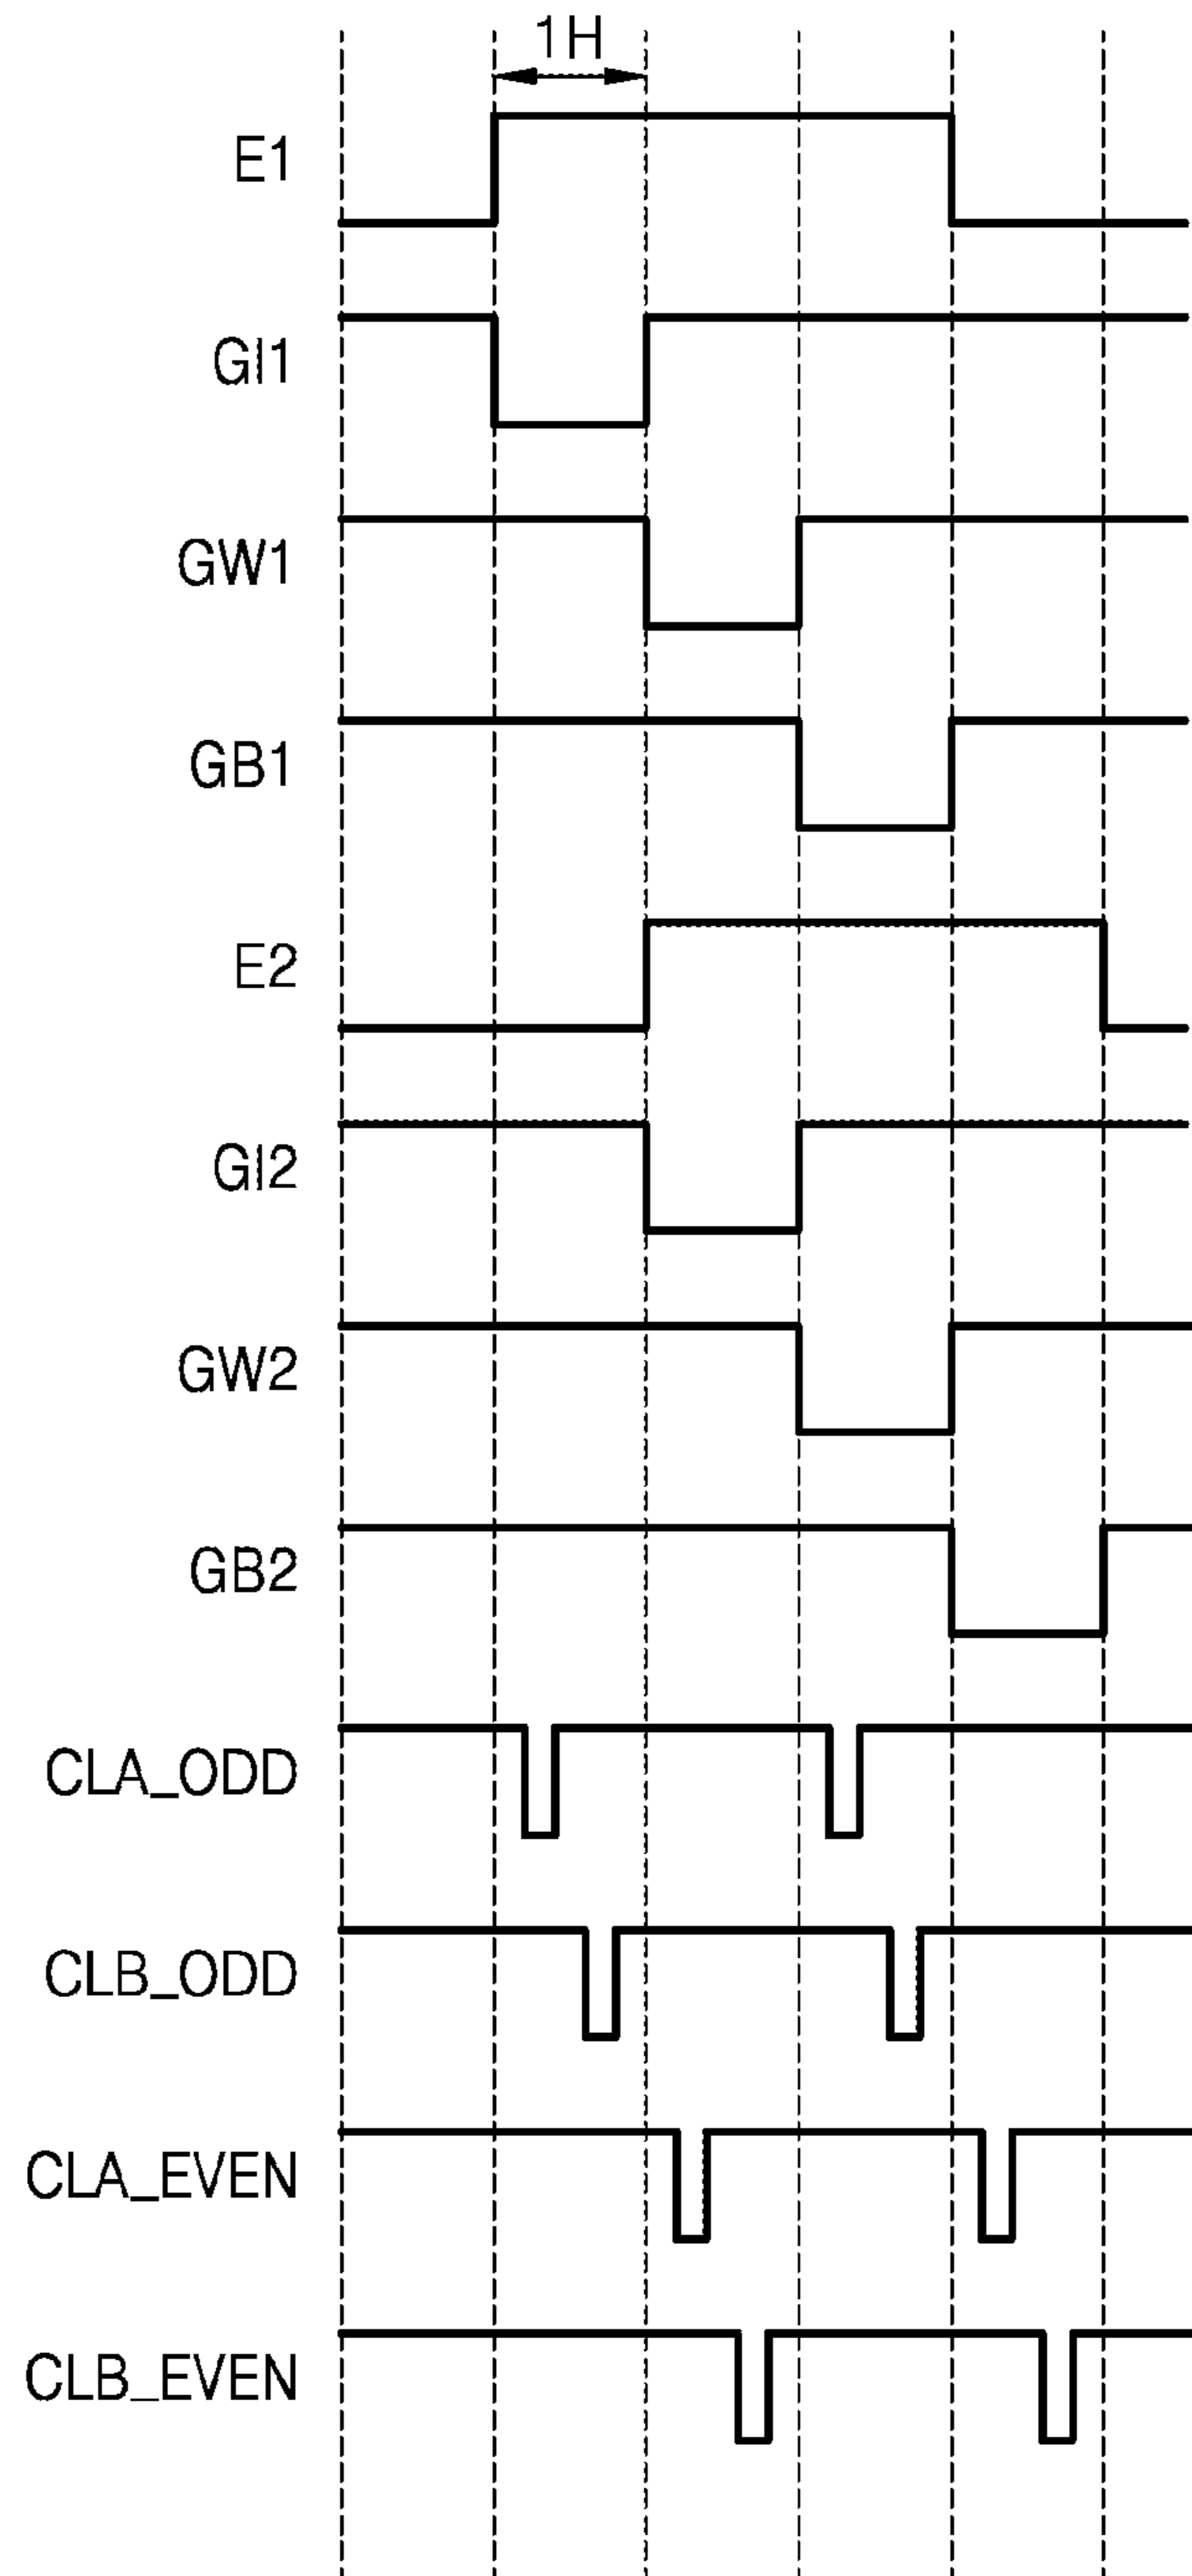 1H
E1
GI1
GW1
GB1
E2
GI2
GW2
GB2
CLA_ODD
CLB_ODD
CLA_EVEN
CLB_EVEN